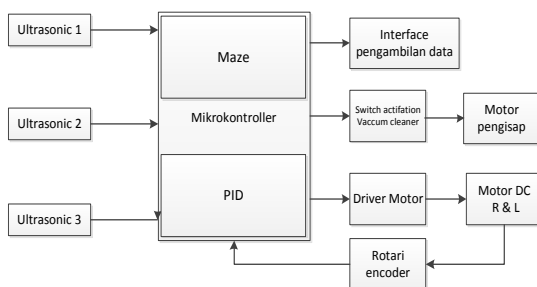 Ultrasonic 1
Maze
Interface
pengambilan data
Ultrasonic 2
Mikrokontroller
Switch actifation
Vaccum cleaner
Motor
pengisap
Ultrasonic 3
PID
Driver Motor
Motor DC
R & L
Rotari
encoder